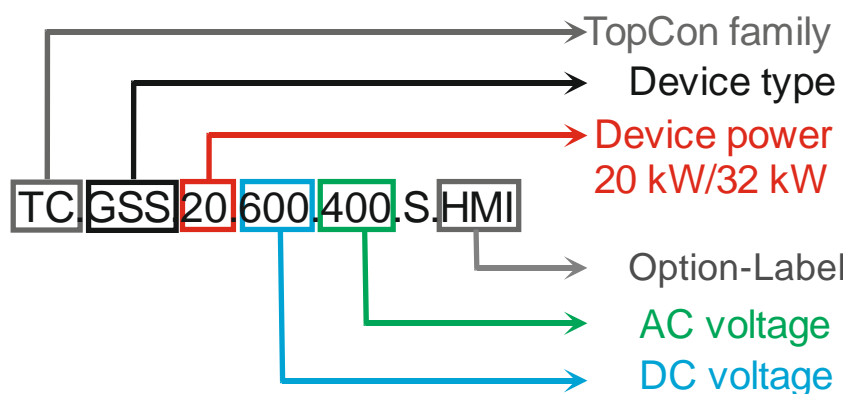 TopCon family
Device type
Device power
20 kW/32 kW
TC.GSS.20.600.400.S.HMI
Option-Label
AC voltage
DC voltage